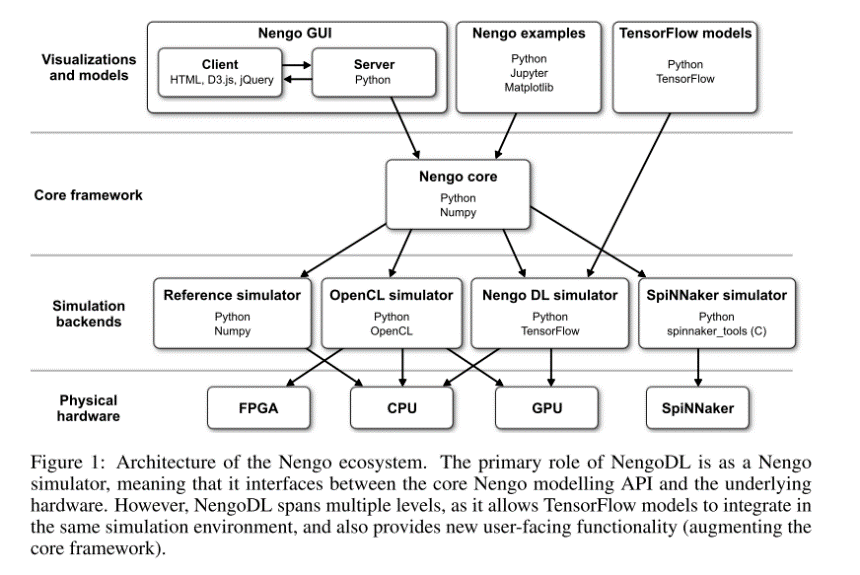 Visualizations
and models
Nengo GUI
Client
HTML, D3.js, jQuery
Server
Python
Nengo examples
Python
Jupyter
Matplotlib
TensorFlow models
Python
TensorFlow
Core framework
Nengo core
Python
Numpy
Simulation
backends
Reference simulator
Python
Numpy
OpenCL simulator
Python
OpenCL
Nengo DL simulator
Python
TensorFlow
SpiNNaker simulator
Python
spinnaker_tools (C)
Physical
hardware
FPGA
CPU
GPU
SpiNNaker
Figure 1: Architecture of the Nengo ecosystem. The primary role of NengoDL is as a Nengo
simulator, meaning that it interfaces between the core Nengo modelling API and the underlying
hardware. However, NengoDL spans multiple levels, as it allows TensorFlow models to integrate in
the same simulation environment, and also provides new user-facing functionality (augmenting the
core framework).